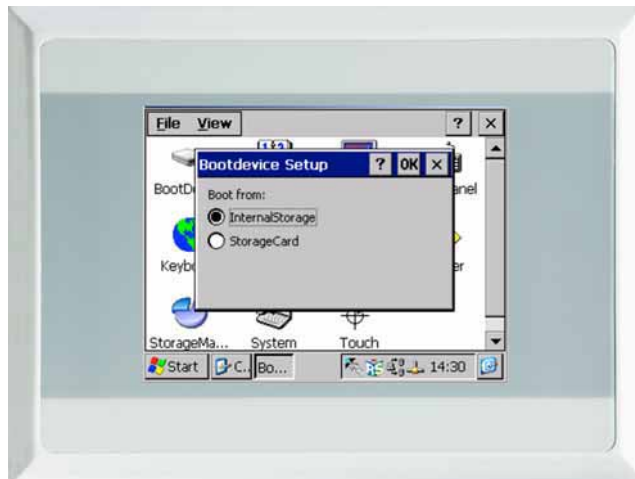 File View ? ×
Bootdevice Setup ? OK ×
BootD
anel
Boot from:
InternalStorage
StorageCard
Keyb
er
StorageMa... System Touch
Start C.. Bo... 14:30